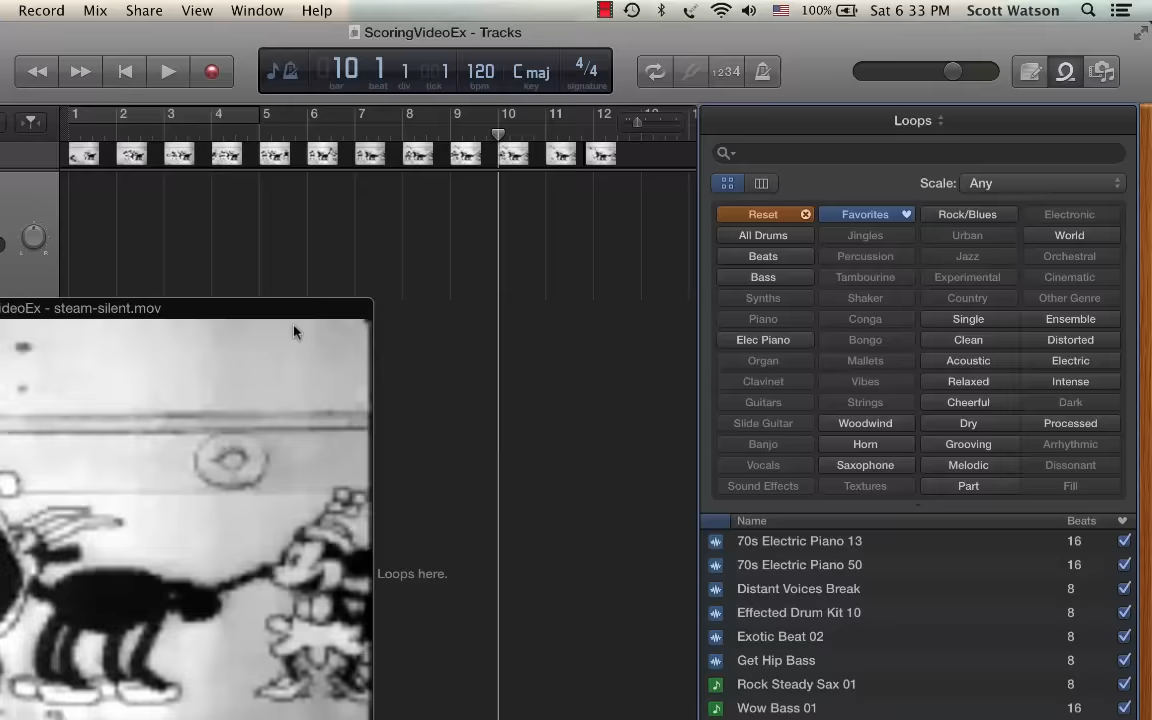 Record Mix Share View Window Help 100% Sat 6 33 PM Scott Watson
ScoringVideoEx - Tracks
10 1 1 1 120 C maj 4/4
bar beat div tick bpm key signature
1234
1 2 3 4 5 6 7 8 9 10 11 12
Loops
Scale: Any
Reset Favorites Rock/Blues Electronic
All Drums Jingles Urban World
Beats Percussion Jazz Orchestral
Bass Tambourine Experimental Cinematic
Synths Shaker Country Other Genre
Piano Conga Single Ensemble
Elec Piano Bongo Clean Distorted
Organ Mallets Acoustic Electric
Clavinet Vibes Relaxed Intense
Guitars Strings Cheerful Dark
Slide Guitar Woodwind Dry Processed
Banjo Horn Grooving Arrhythmic
Vocals Saxophone Melodic Dissonant
Sound Effects Textures Part Fill
L R
ideoEx - steam-silent.mov
Loops here.
Name Beats
70s Electric Piano 13 16
70s Electric Piano 50 16
Distant Voices Break 8
Effected Drum Kit 10 8
Exotic Beat 02 8
Get Hip Bass 8
Rock Steady Sax 01 8
Wow Bass 01 16